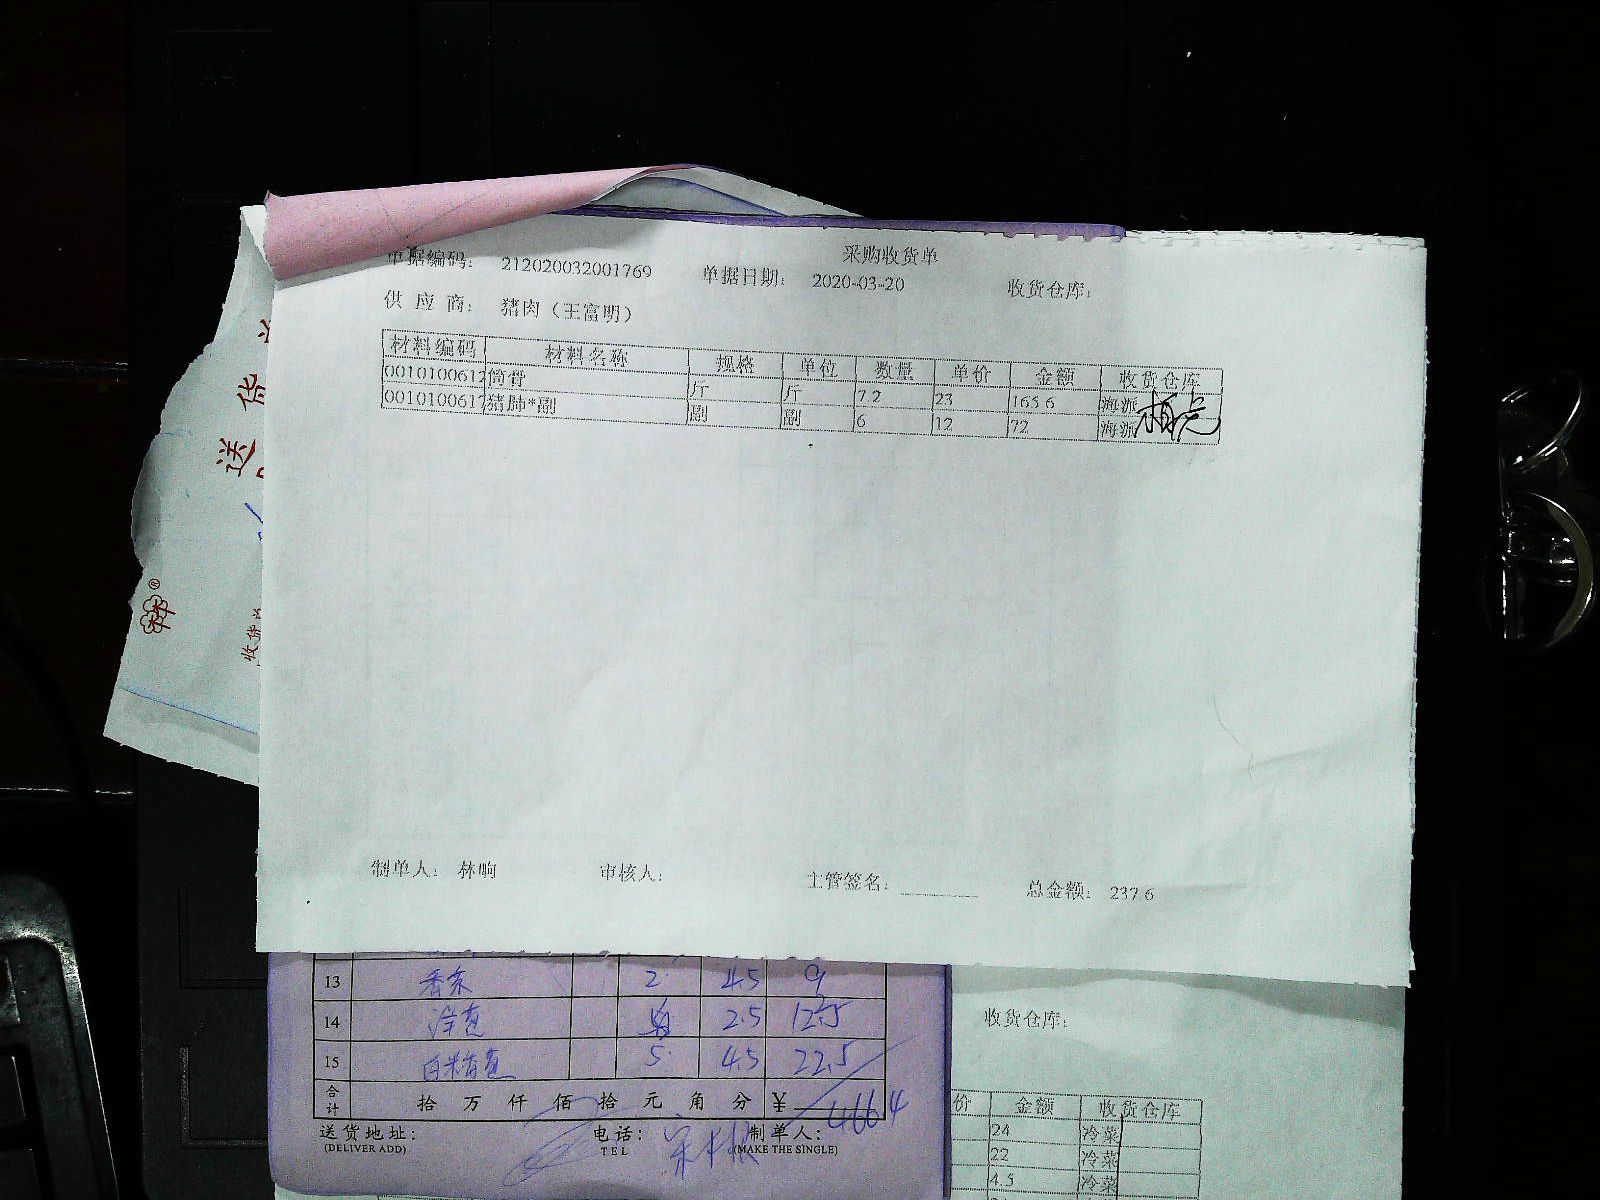 采购收货单
单据编码： 212020032001769 单据日期： 2020-03-20 收货仓库：
供 应 商： 猪肉（王富明）
材料编码 材料名称 规格 单位 数量 单价 金额 收货仓库
0010100612 筒骨 斤 斤 7.2 23 165.6 海派
0010100617 猪肺*副 副 副 6 12 72 海派
制单人： 林晌 审核人： 主管签名： 总金额： 237.6
送 货
收货
13 香菜 2 4.5 9
14 2.5 12.5
15 5 4.5 22.5
合计 拾 万 仟 佰 拾 元 角 分 ¥ 466.4
送货地址： 电话： 制单人：
(DELIVER ADD) TEL (MAKE THE SINGLE)
收货仓库：
价 金额 收货仓库
24 冷菜
22 冷菜
4.5 冷菜